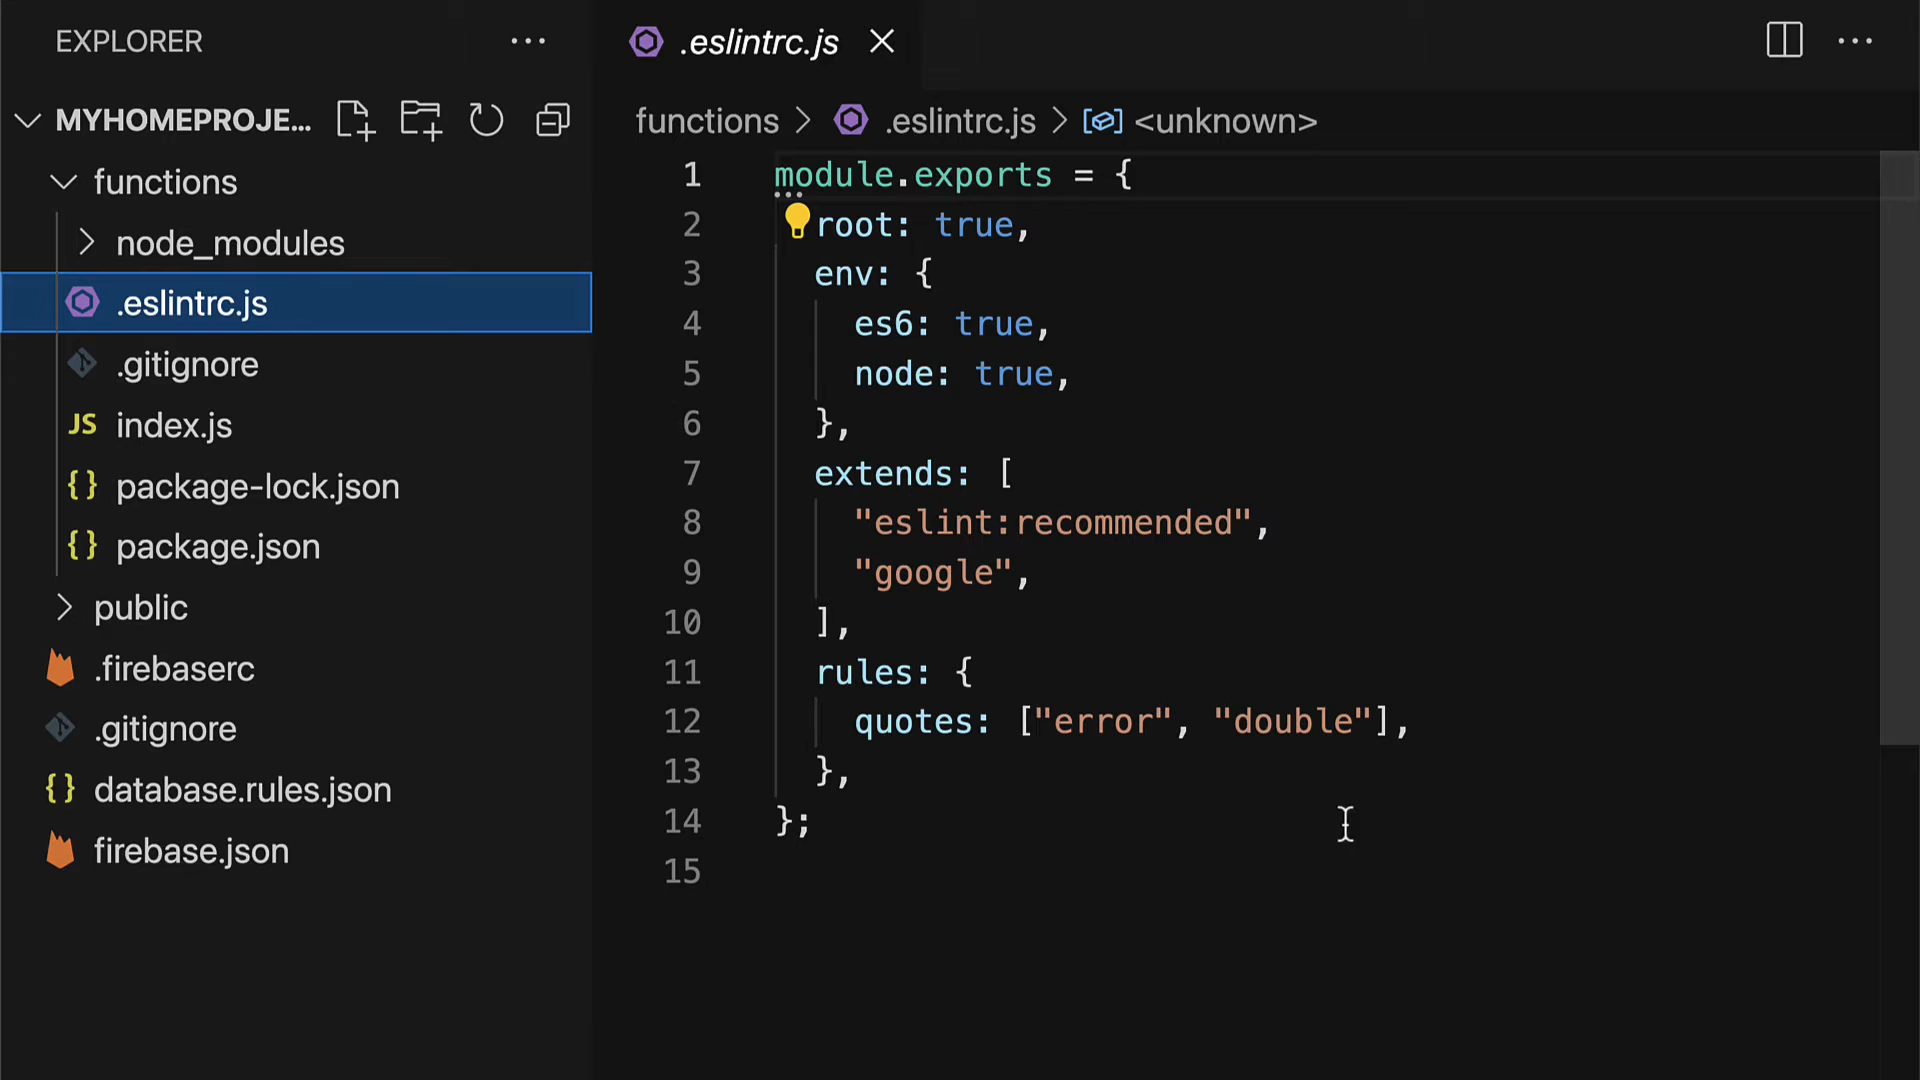 EXPLORER
MYHOMEPROJE...
functions
node_modules
.eslintrc.js
.gitignore
JS index.js
{} package-lock.json
{} package.json
public
.firebaserc
.gitignore
{} database.rules.json
firebase.json
.eslintrc.js
functions > .eslintrc.js > <unknown>
1 module.exports = {
2   root: true,
3   env: {
4     es6: true,
5     node: true,
6   },
7   extends: [
8     "eslint:recommended",
9     "google",
10   ],
11   rules: {
12     quotes: ["error", "double"],
13   },
14 };
15